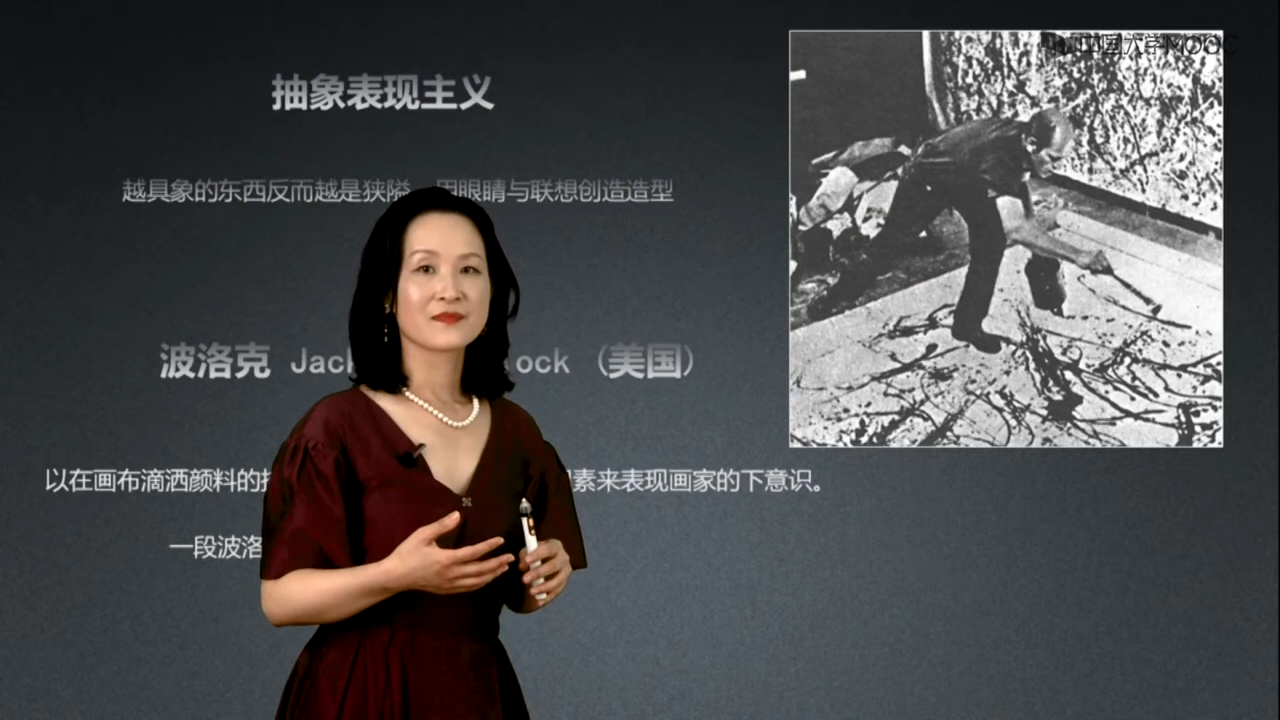 中国大学MOOC
抽象表现主义
越具象的东西反而越是狭隘 用眼睛与联想创造造型
波洛克 Jac ock (美国)
以在画布滴洒颜料的 素来表现画家的下意识。
一段波洛